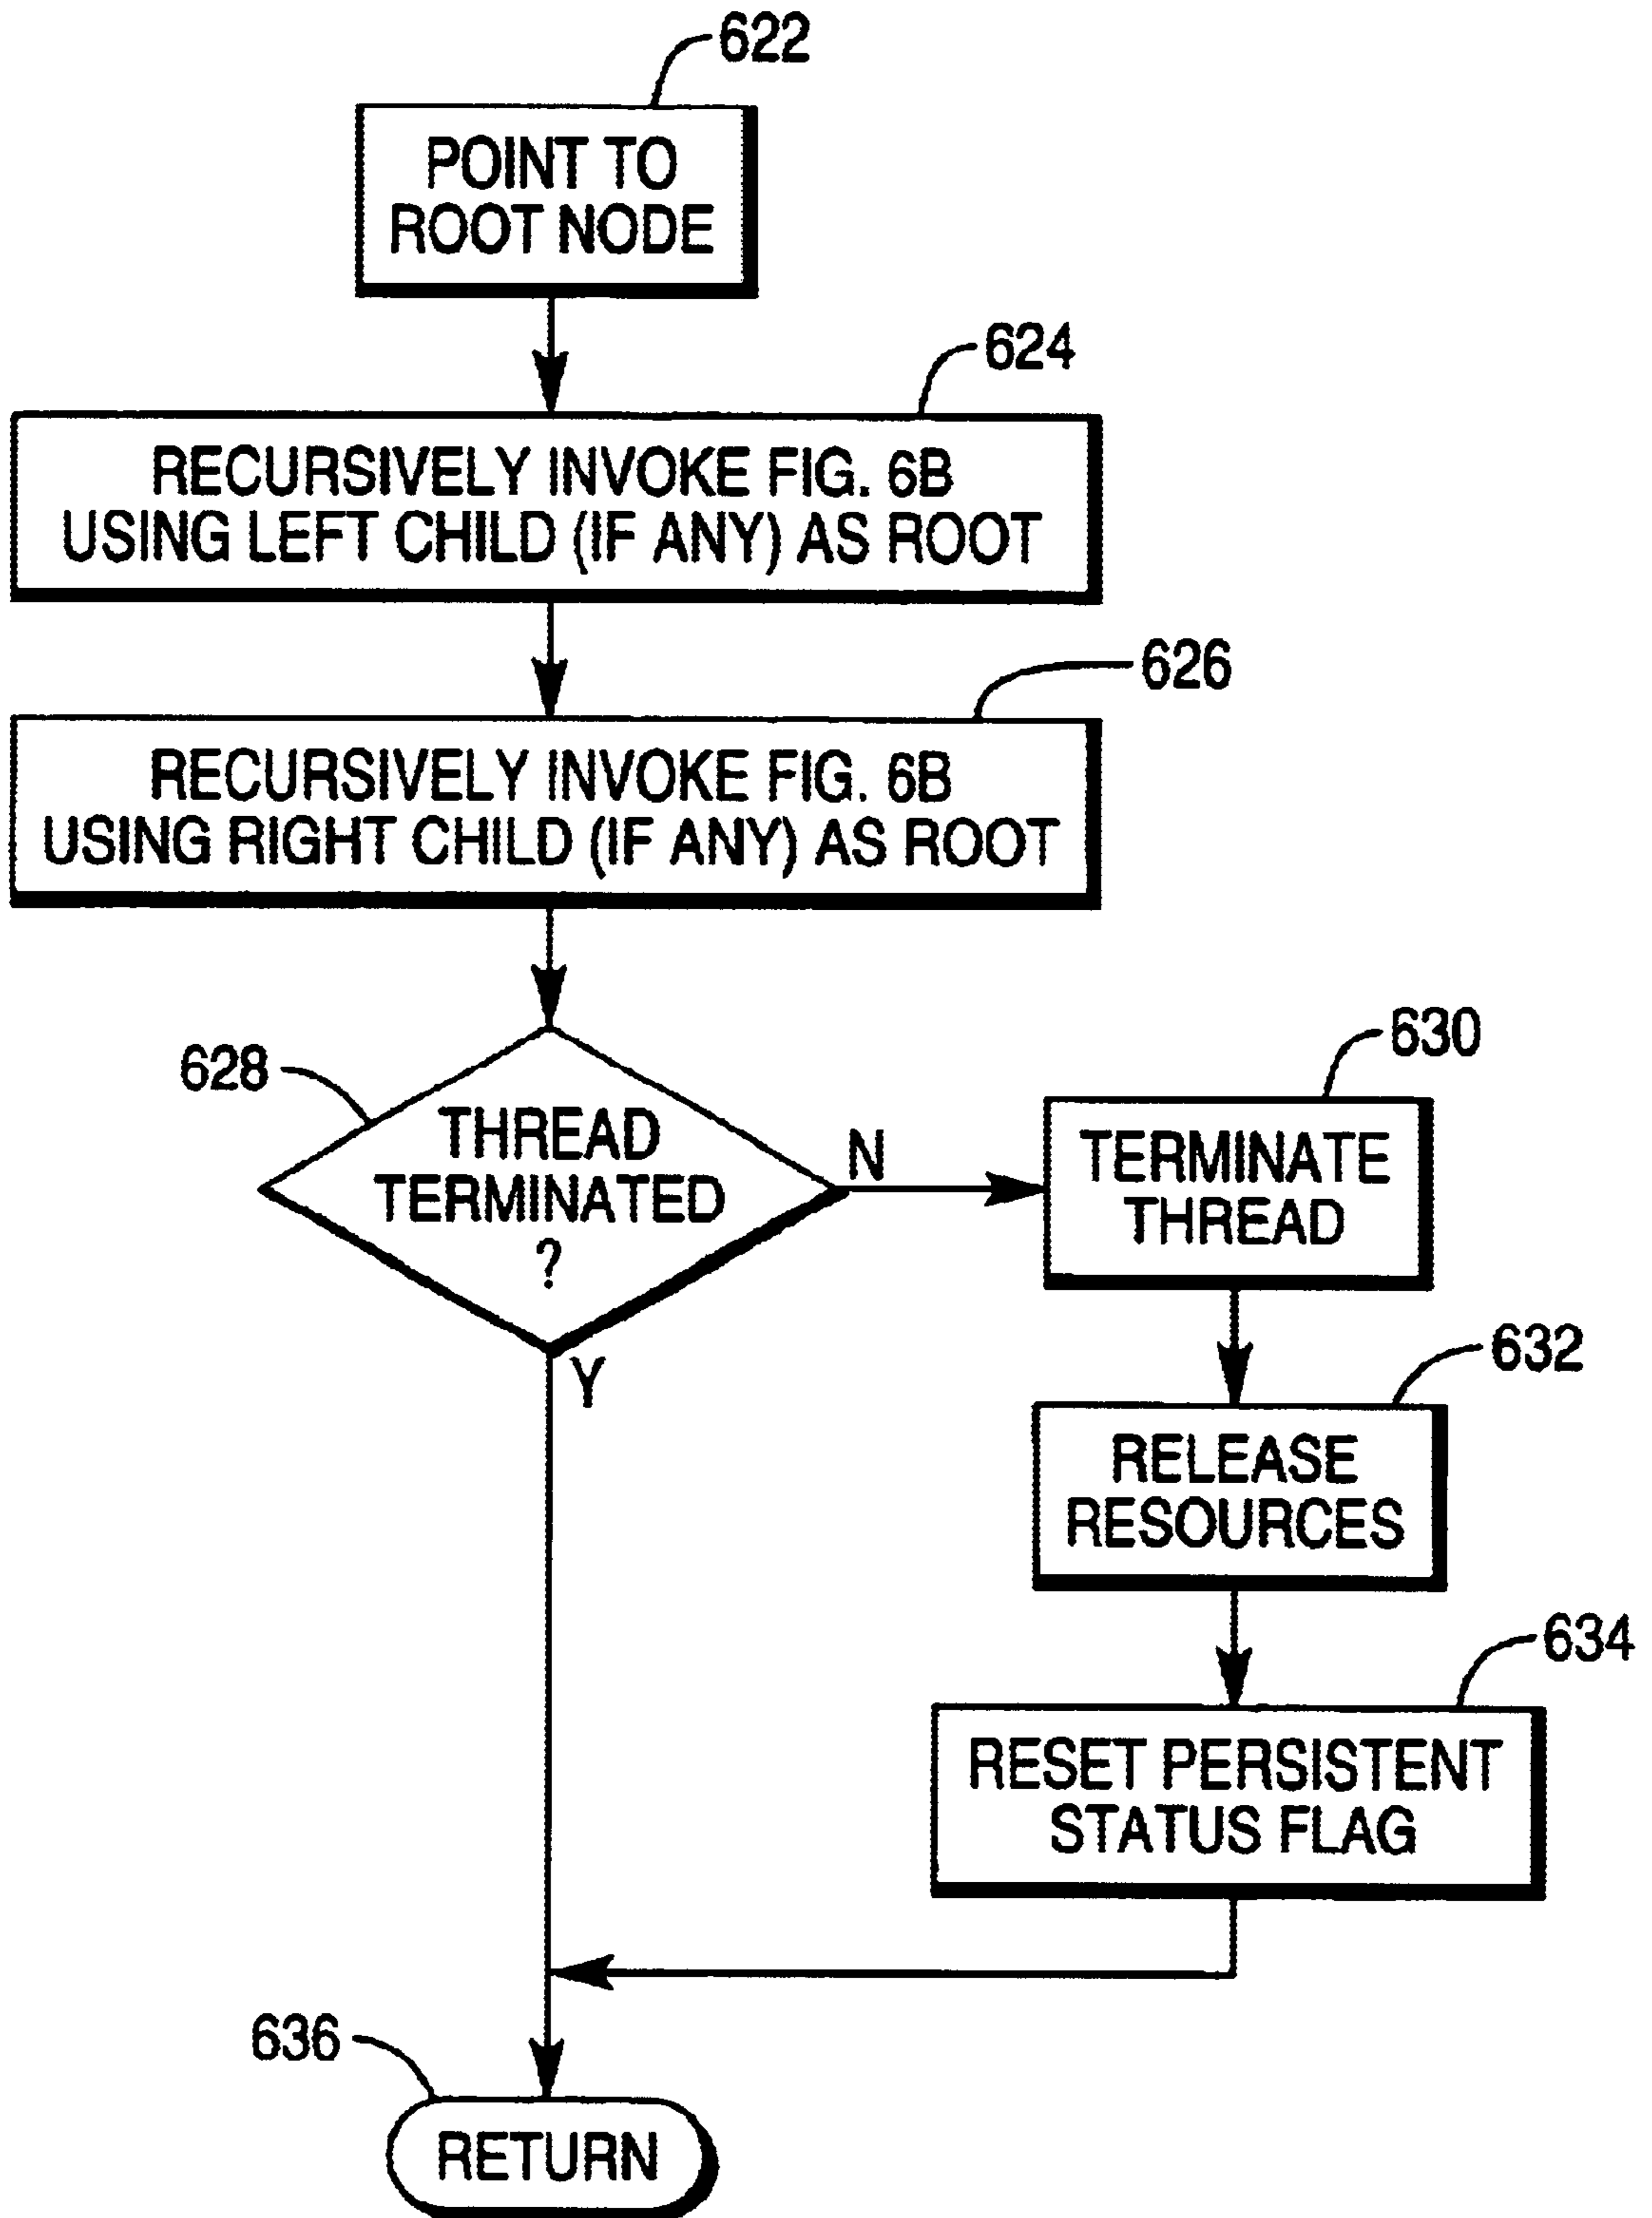 622
POINT TO
ROOT NODE
624
RECURSIVELY INVOKE FIG. 6B
USING LEFT CHILD (IF ANY) AS ROOT
626
RECURSIVELY INVOKE FIG. 6B
USING RIGHT CHILD (IF ANY) AS ROOT
628
THREAD
TERMINATED
?
N
Y
630
TERMINATE
THREAD
632
RELEASE
RESOURCES
634
RESET PERSISTENT
STATUS FLAG
636
RETURN